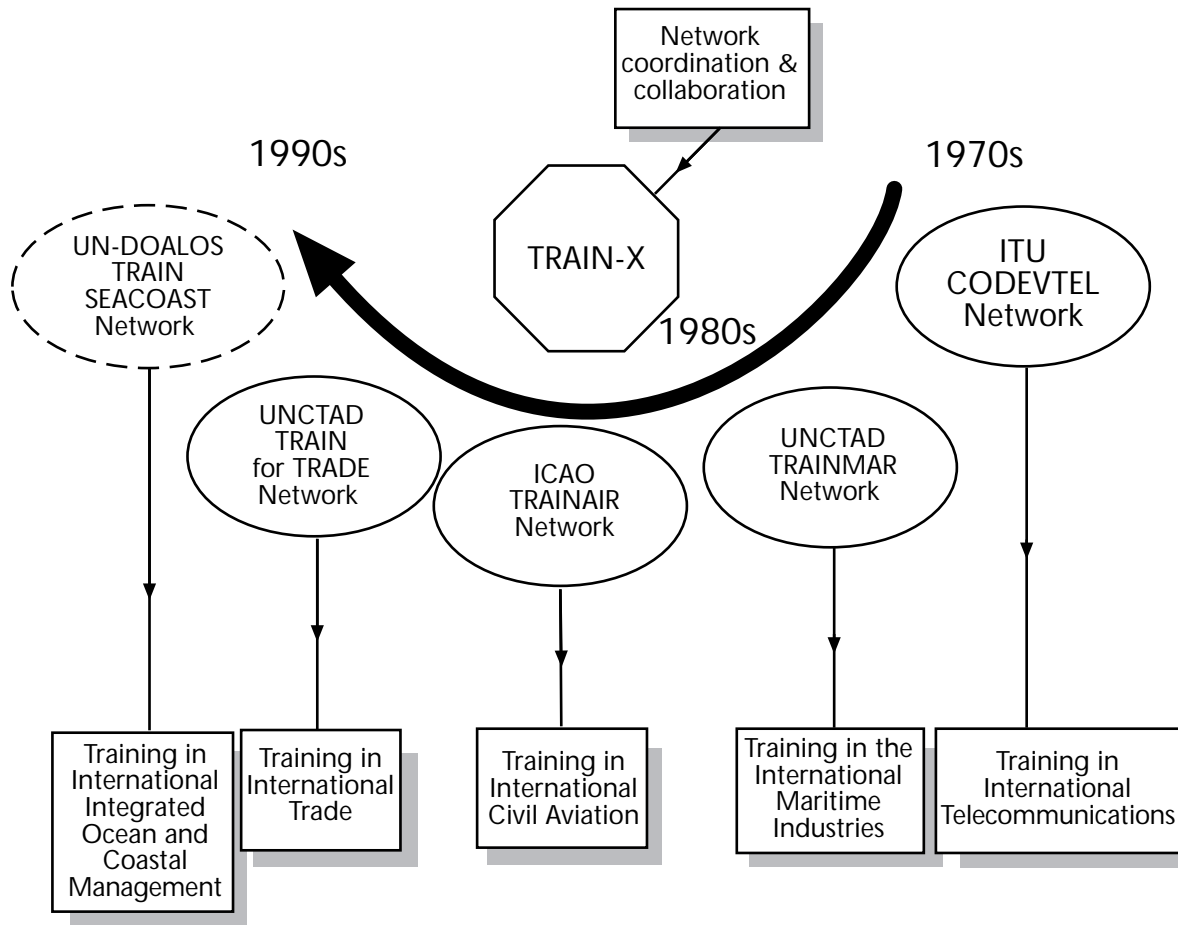 Network
coordination &
collaboration
1990s
1970s
TRAIN-X
1980s
UN-DOALOS
TRAIN
SEACOAST
Network
ITU
CODEVTEL
Network
UNCTAD
TRAIN
for TRADE
Network
ICAO
TRAINAIR
Network
UNCTAD
TRAINMAR
Network
Training in
International
Integrated
Ocean and
Coastal
Management
Training in
International
Trade
Training in
International
Civil Aviation
Training in the
International
Maritime
Industries
Training in
International
Telecommunications